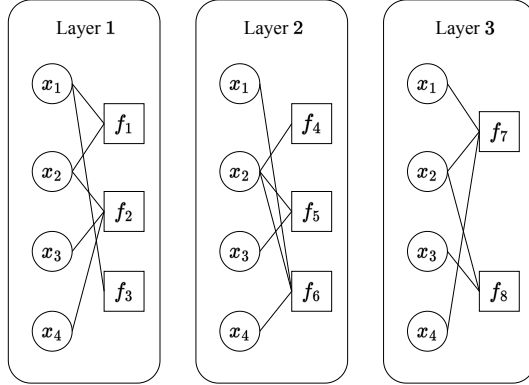 Layer 1
x₁
x₂
x₃
x₄
f₁
f₂
f₃
Layer 2
x₁
x₂
x₃
x₄
f₄
f₅
f₆
Layer 3
x₁
x₂
x₃
x₄
f₇
f₈